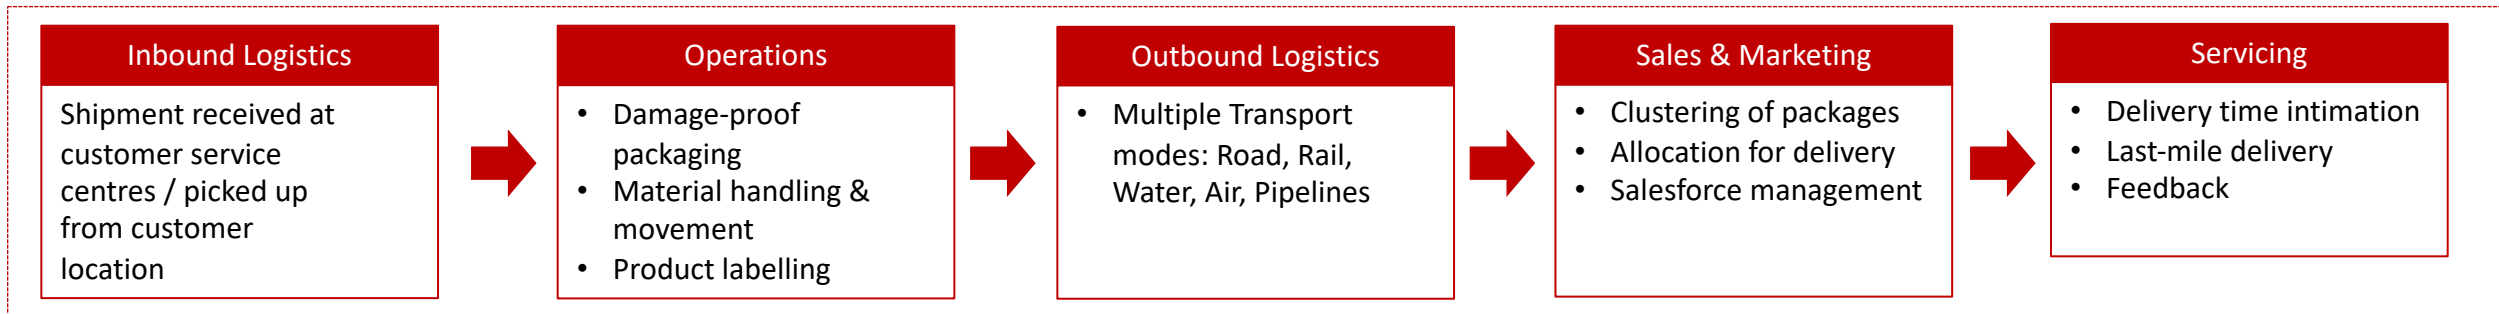 Inbound Logistics
Shipment received at
customer service
centres / picked up
from customer
location
Operations
• Damage-proof
packaging
• Material handling &
movement
• Product labelling
Outbound Logistics
• Multiple Transport
modes: Road, Rail,
Water, Air, Pipelines
Sales & Marketing
• Clustering of packages
• Allocation for delivery
• Salesforce management
Servicing
• Delivery time intimation
• Last-mile delivery
• Feedback